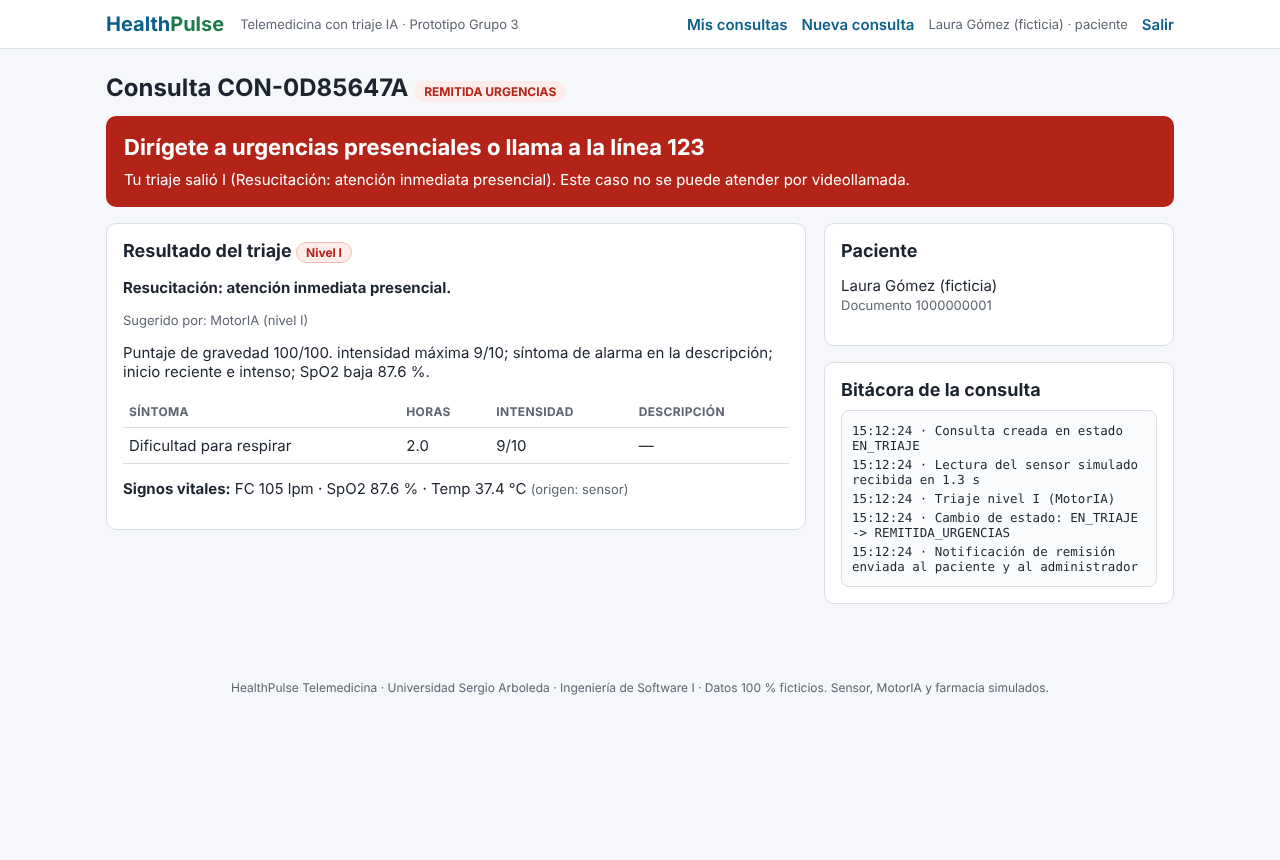 HealthPulse Telemedicina con triaje IA · Prototipo Grupo 3 Mis consultas Nueva consulta Laura Gómez (ficticia) · paciente Salir
Consulta CON-0D85647A REMITIDA URGENCIAS
Dirígete a urgencias presenciales o llama a la línea 123
Tu triaje salió I (Resucitación: atención inmediata presencial). Este caso no se puede atender por videollamada.
Resultado del triaje Nivel I
Resucitación: atención inmediata presencial.
Sugerido por: MotorIA (nivel I)
Puntaje de gravedad 100/100. intensidad máxima 9/10; síntoma de alarma en la descripción;
inicio reciente e intenso; SpO2 baja 87.6 %.
SÍNTOMA HORAS INTENSIDAD DESCRIPCIÓN
Dificultad para respirar 2.0 9/10 —
Signos vitales: FC 105 lpm · SpO2 87.6 % · Temp 37.4 °C (origen: sensor)
Paciente
Laura Gómez (ficticia)
Documento 1000000001
Bitácora de la consulta
15:12:24 · Consulta creada en estado
EN_TRIAJE
15:12:24 · Lectura del sensor simulado
recibida en 1.3 s
15:12:24 · Triaje nivel I (MotorIA)
15:12:24 · Cambio de estado: EN_TRIAJE
-> REMITIDA_URGENCIAS
15:12:24 · Notificación de remisión
enviada al paciente y al administrador
HealthPulse Telemedicina · Universidad Sergio Arboleda · Ingeniería de Software I · Datos 100 % ficticios. Sensor, MotorIA y farmacia simulados.